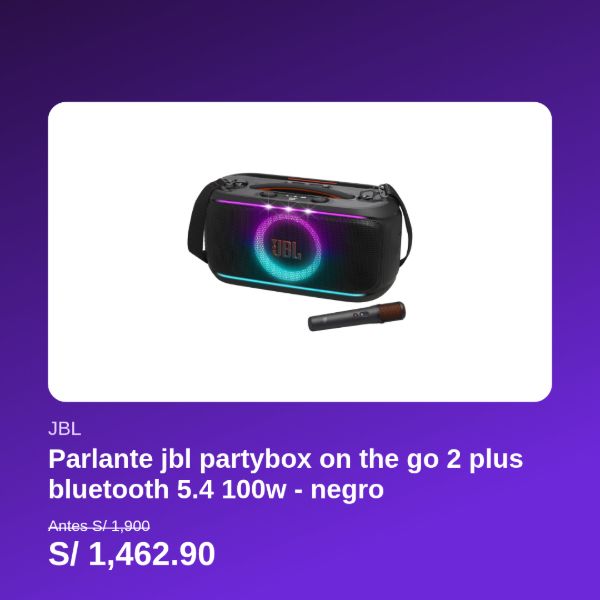 JBL
JBL
Parlante jbl partybox on the go 2 plus
bluetooth 5.4 100w - negro
Antes S/ 1,900
S/ 1,462.90